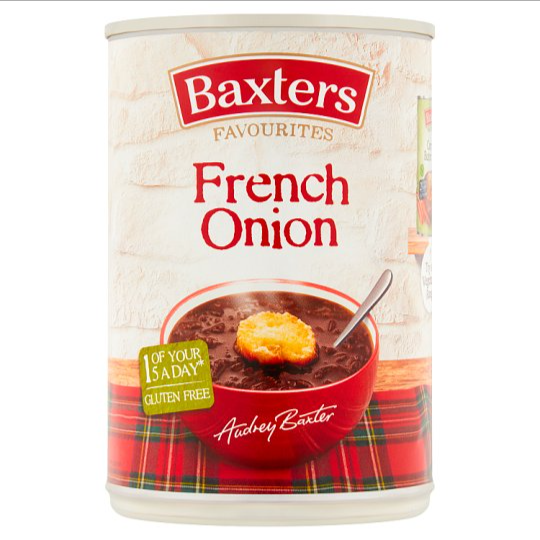 Baxters
FAVOURITES
French
Onion
1 OF YOUR
5 A DAY*
GLUTEN FREE
Audrey Baxter